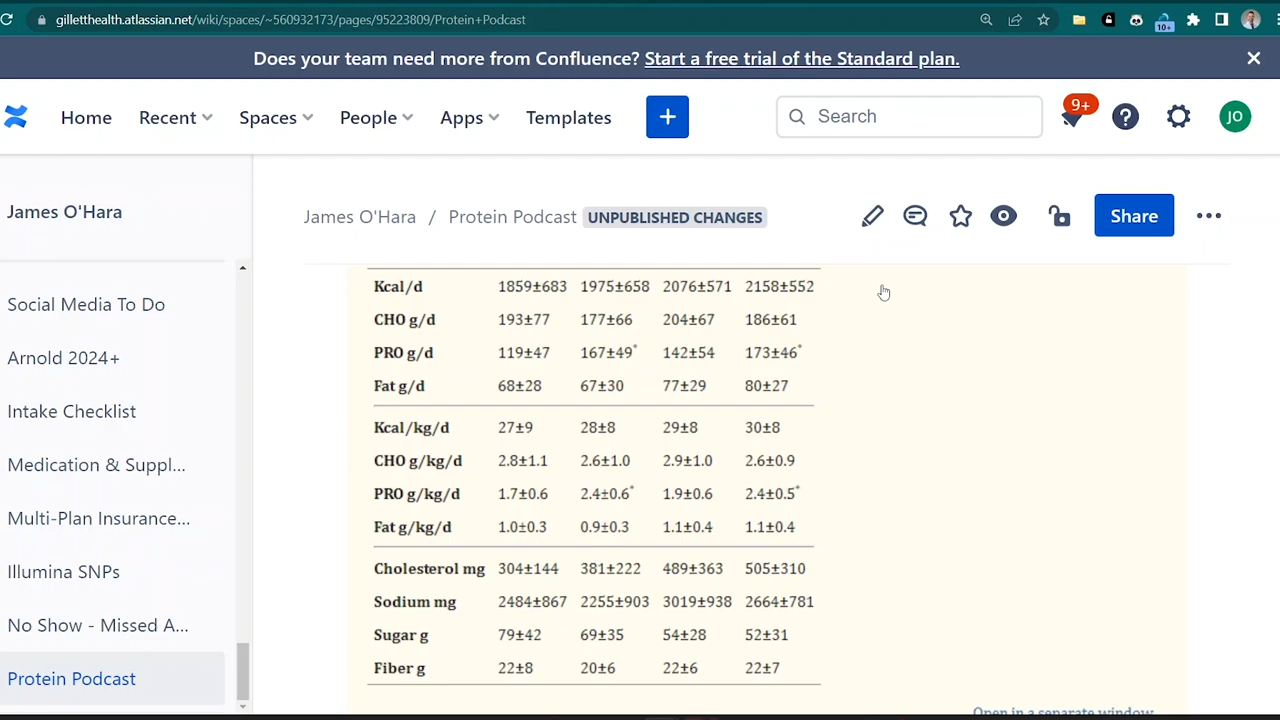 gilletthealth.atlassian.net/wiki/spaces/~560932173/pages/95223809/Protein+Podcast
10+
Does your team need more from Confluence? Start a free trial of the Standard plan.
Home Recent Spaces People Apps Templates + Search 9+ ? JO
James O'Hara
Social Media To Do
Arnold 2024+
Intake Checklist
Medication & Suppl...
Multi-Plan Insurance...
Illumina SNPs
No Show - Missed A...
Protein Podcast
James O'Hara / Protein Podcast UNPUBLISHED CHANGES Share
Kcal/d 1859±683 1975±658 2076±571 2158±552
CHO g/d 193±77 177±66 204±67 186±61
PRO g/d 119±47 167±49* 142±54 173±46*
Fat g/d 68±28 67±30 77±29 80±27
Kcal/kg/d 27±9 28±8 29±8 30±8
CHO g/kg/d 2.8±1.1 2.6±1.0 2.9±1.0 2.6±0.9
PRO g/kg/d 1.7±0.6 2.4±0.6* 1.9±0.6 2.4±0.5*
Fat g/kg/d 1.0±0.3 0.9±0.3 1.1±0.4 1.1±0.4
Cholesterol mg 304±144 381±222 489±363 505±310
Sodium mg 2484±867 2255±903 3019±938 2664±781
Sugar g 79±42 69±35 54±28 52±31
Fiber g 22±8 20±6 22±6 22±7
Open in a separate window